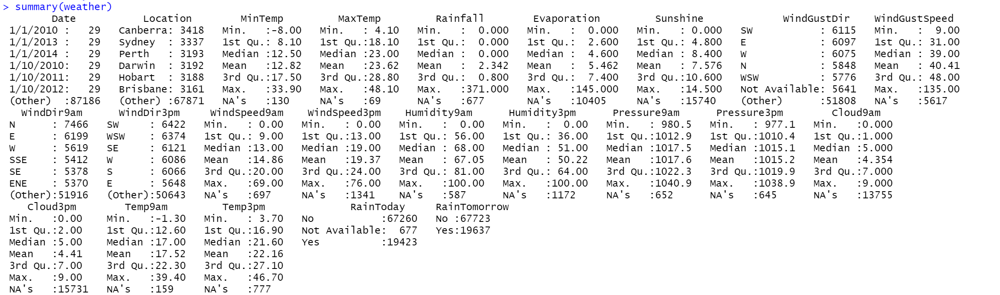 > summary(weather)
        Date           Location        MinTemp         MaxTemp         Rainfall        Evaporation         Sunshine             WindGustDir    WindGustSpeed
 1/1/2010 :   29   Canberra: 3418   Min.   :-8.00   Min.   : 4.10   Min.   :  0.000   Min.   :  0.000   Min.   : 0.000   SW           : 6115   Min.   :  9.00
 1/1/2013 :   29   Sydney  : 3337   1st Qu.: 8.10   1st Qu.:18.10   1st Qu.:  0.000   1st Qu.:  2.600   1st Qu.: 4.800   E            : 6097   1st Qu.: 31.00
 1/1/2014 :   29   Perth   : 3193   Median :12.50   Median :23.00   Median :  0.000   Median :  4.600   Median : 8.400   W            : 6075   Median : 39.00
 1/10/2010:   29   Darwin  : 3192   Mean   :12.82   Mean   :23.62   Mean   :  2.342   Mean   :  5.462   Mean   : 7.576   N            : 5848   Mean   : 40.41
 1/10/2011:   29   Hobart  : 3188   3rd Qu.:17.50   3rd Qu.:28.80   3rd Qu.:  0.800   3rd Qu.:  7.400   3rd Qu.:10.600   WSW          : 5776   3rd Qu.: 48.00
 1/10/2012:   29   Brisbane: 3161   Max.   :33.90   Max.   :48.10   Max.   :371.000   Max.   :145.000   Max.   :14.500   Not Available: 5641   Max.   :135.00
 (Other)  :87186   (Other) :67871   NA's   :130     NA's   :69      NA's   :677       NA's   :10405     NA's   :15740    (Other)      :51808   NA's   :5617
   WindDir9am      WindDir3pm     WindSpeed9am    WindSpeed3pm    Humidity9am      Humidity3pm      Pressure9am      Pressure3pm        Cloud9am
 N      : 7466   SW     : 6422   Min.   : 0.00   Min.   : 0.00   Min.   :  0.00   Min.   :  0.00   Min.   : 980.5   Min.   : 977.1   Min.   :0.000
 E      : 6199   WSW    : 6374   1st Qu.: 9.00   1st Qu.:13.00   1st Qu.: 56.00   1st Qu.: 36.00   1st Qu.:1012.9   1st Qu.:1010.4   1st Qu.:1.000
 W      : 5619   SE     : 6121   Median :13.00   Median :19.00   Median : 68.00   Median : 51.00   Median :1017.5   Median :1015.1   Median :5.000
 SSE    : 5412   W      : 6086   Mean   :14.86   Mean   :19.37   Mean   : 67.05   Mean   : 50.22   Mean   :1017.6   Mean   :1015.2   Mean   :4.354
 SE     : 5378   S      : 6066   3rd Qu.:20.00   3rd Qu.:24.00   3rd Qu.: 81.00   3rd Qu.: 64.00   3rd Qu.:1022.3   3rd Qu.:1019.9   3rd Qu.:7.000
 ENE    : 5370   E      : 5648   Max.   :69.00   Max.   :76.00   Max.   :100.00   Max.   :100.00   Max.   :1040.9   Max.   :1038.9   Max.   :9.000
 (Other):51916   (Other):50643   NA's   :697     NA's   :1341    NA's   :587      NA's   :1172     NA's   :652      NA's   :645      NA's   :13755
    Cloud3pm        Temp9am         Temp3pm              RainToday     RainTomorrow
 Min.   :0.00    Min.   :-1.30   Min.   : 3.70   No           :67260   No :67723
 1st Qu.:2.00    1st Qu.:12.60   1st Qu.:16.90   Not Available:  677   Yes:19637
 Median :5.00    Median :17.00   Median :21.60   Yes          :19423
 Mean   :4.41    Mean   :17.52   Mean   :22.16
 3rd Qu.:7.00    3rd Qu.:22.30   3rd Qu.:27.10
 Max.   :9.00    Max.   :39.40   Max.   :46.70
 NA's   :15731   NA's   :159     NA's   :777